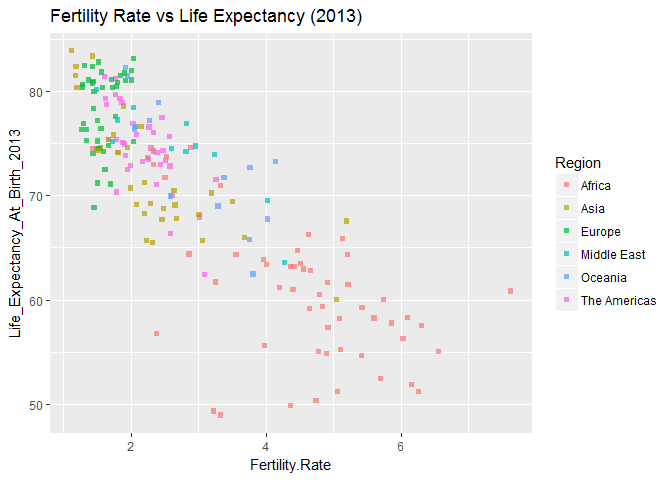 Fertility Rate vs Life Expectancy (2013)
Life_Expectancy_At_Birth_2013
80
70
60
50
2
4
6
Fertility.Rate
Region
Africa
Asia
Europe
Middle East
Oceania
The Americas